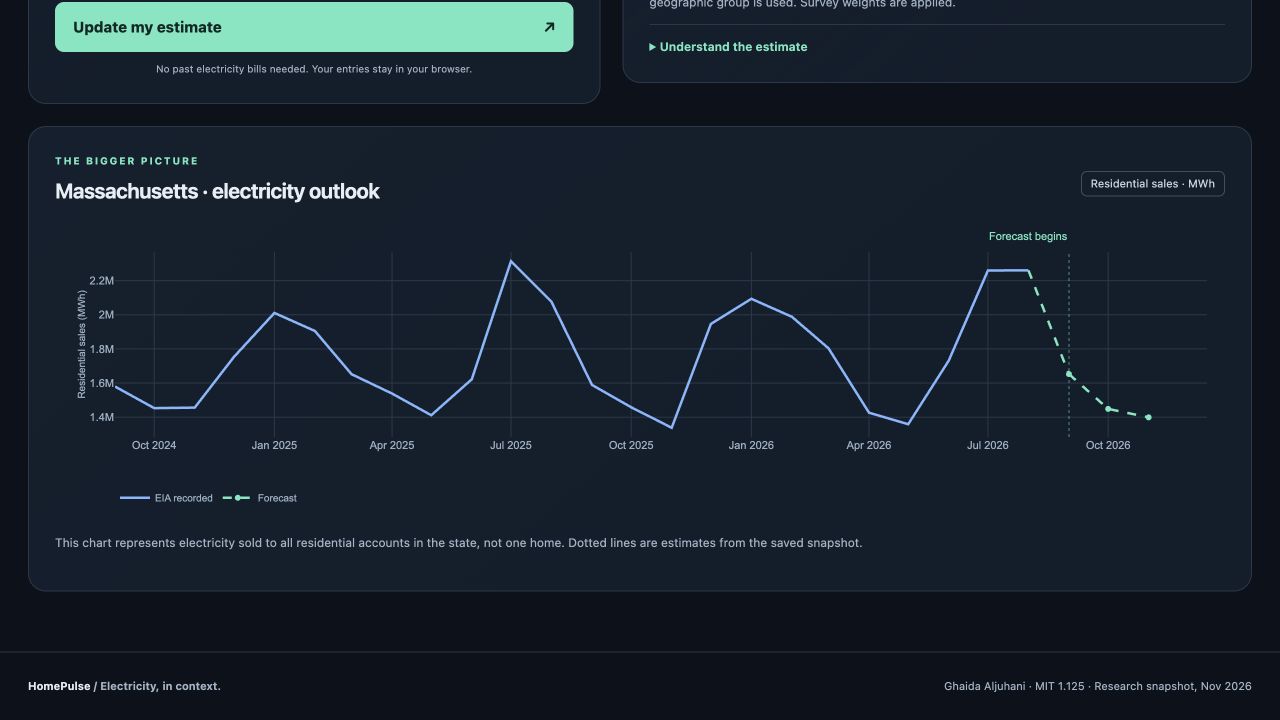 geographic group is used. Survey weights are applied.
Update my estimate
No past electricity bills needed. Your entries stay in your browser.
Understand the estimate
THE BIGGER PICTURE
Massachusetts · electricity outlook
Residential sales · MWh
Forecast begins
Residential sales (MWh)
2.2M
2M
1.8M
1.6M
1.4M
Oct 2024
Jan 2025
Apr 2025
Jul 2025
Oct 2025
Jan 2026
Apr 2026
Jul 2026
Oct 2026
EIA recorded
Forecast
This chart represents electricity sold to all residential accounts in the state, not one home. Dotted lines are estimates from the saved snapshot.
HomePulse / Electricity, in context.
Ghaida Aljuhani · MIT 1.125 · Research snapshot, Nov 2026